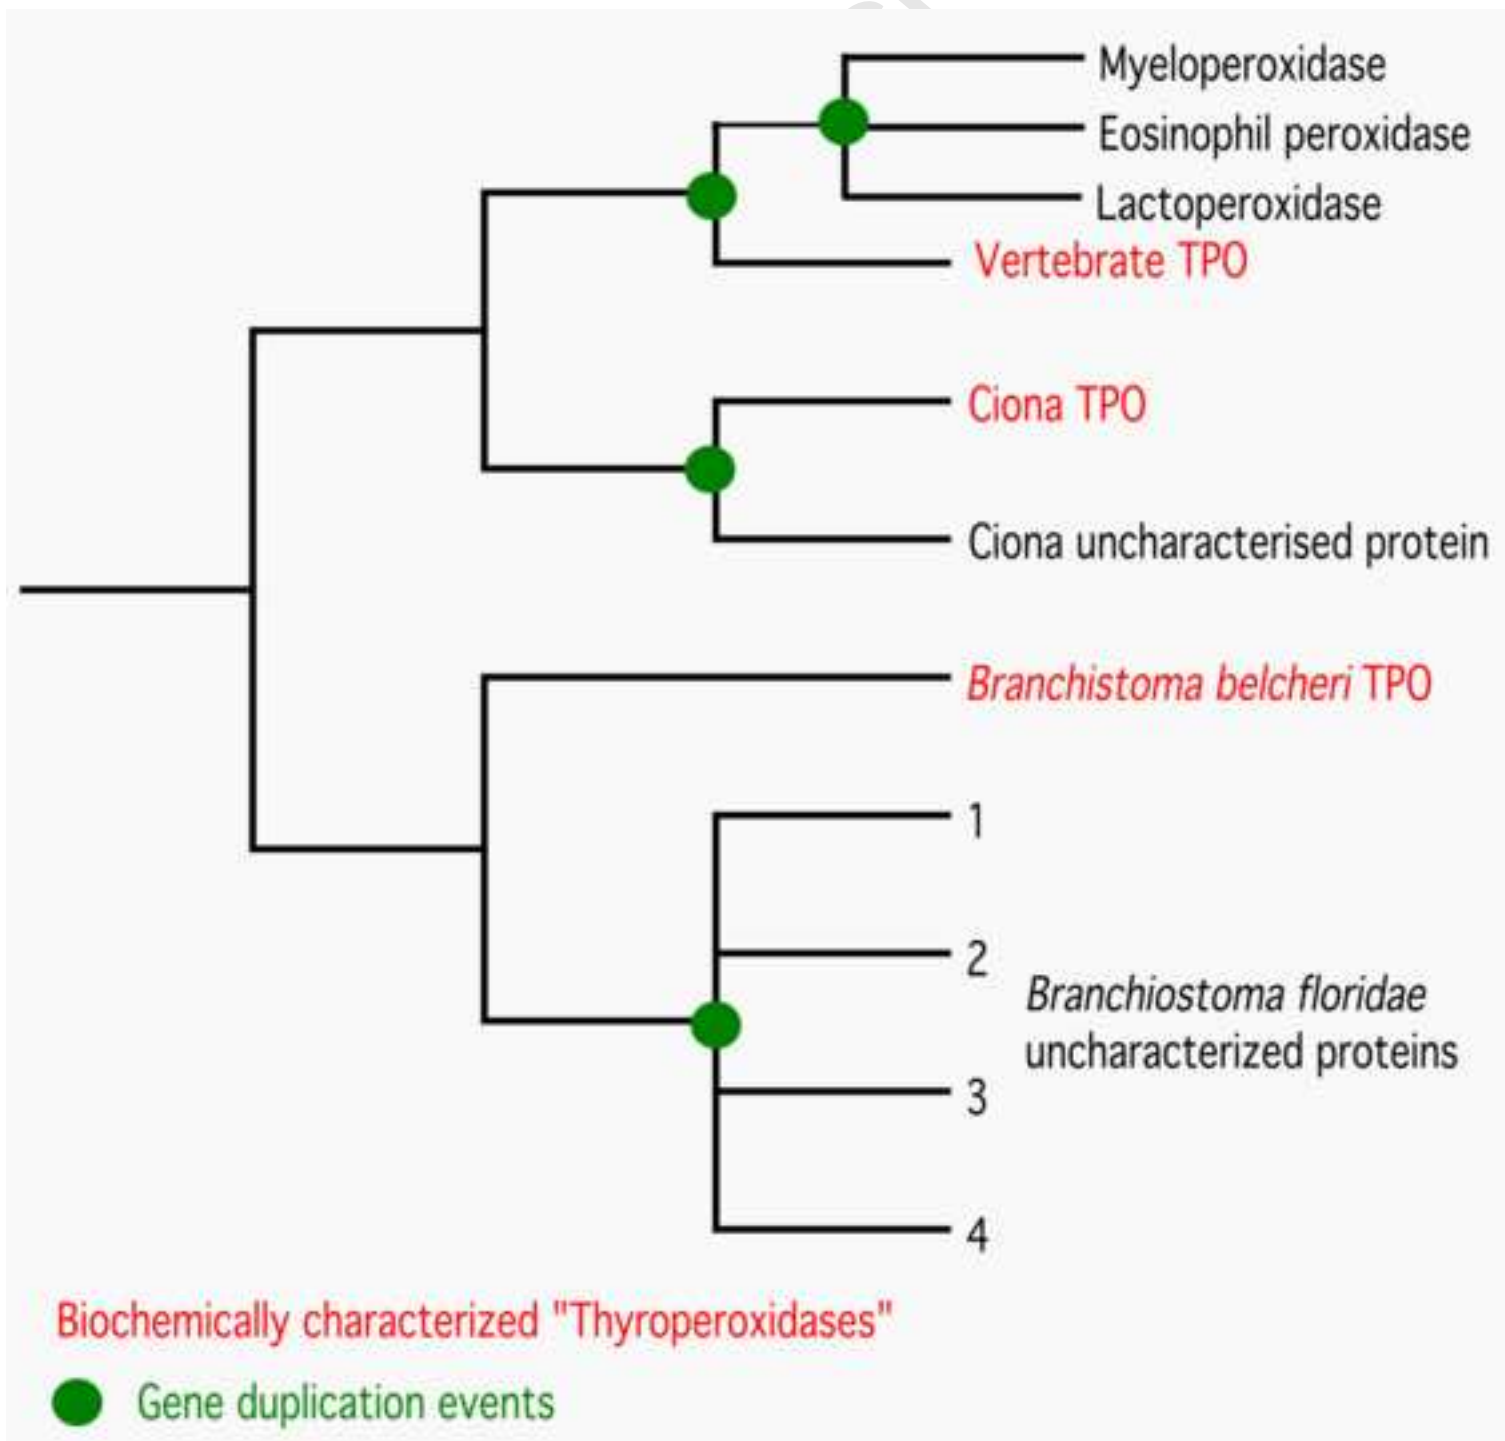 Myeloperoxidase
Eosinophil peroxidase
Lactoperoxidase
Vertebrate TPO
Ciona TPO
Ciona uncharacterised protein
Branchistoma belcheri TPO
1
2
Branchiostoma floridae
uncharacterized proteins
3
4
Biochemically characterized "Thyroperoxidases"
Gene duplication events